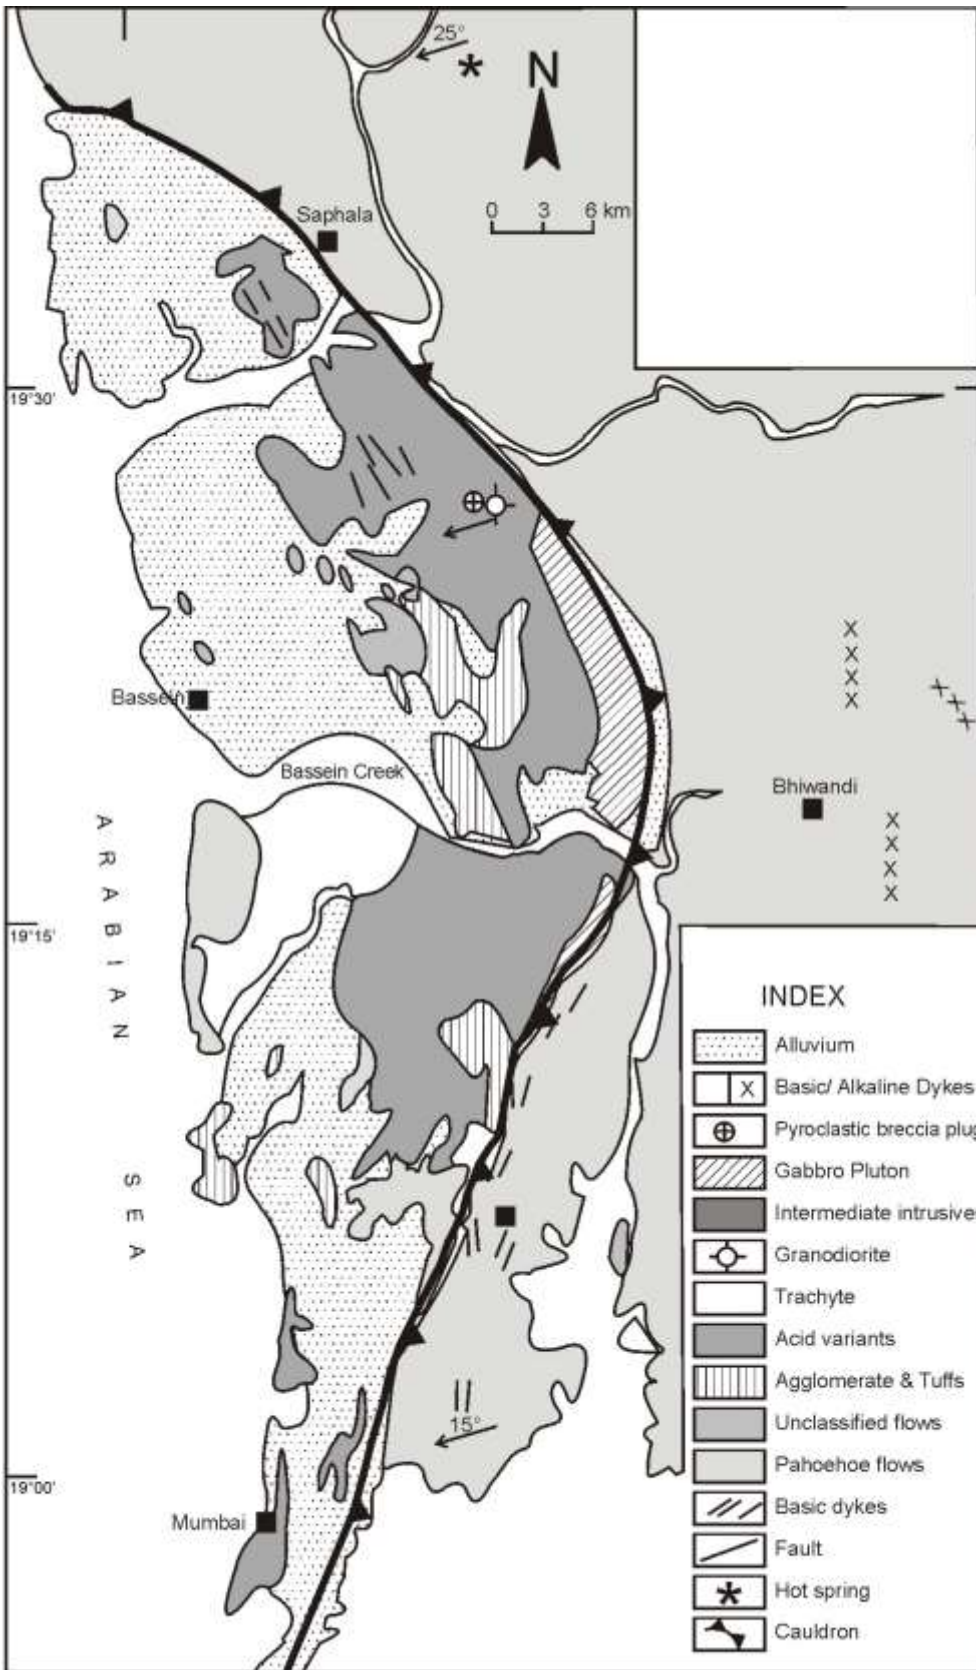 25°
N
0 3 6 km
Saphala
19°30'
Bassein
Bassein Creek
Bhiwandi
ARABIAN
SEA
19°15'
INDEX
Alluvium
X Basic/ Alkaline Dykes
Pyroclastic breccia plug
Gabbro Pluton
Intermediate intrusive
Granodiorite
Trachyte
Acid variants
Agglomerate & Tuffs
Unclassified flows
Pahoehoe flows
Basic dykes
Fault
Hot spring
Cauldron
15°
19°00'
Mumbai